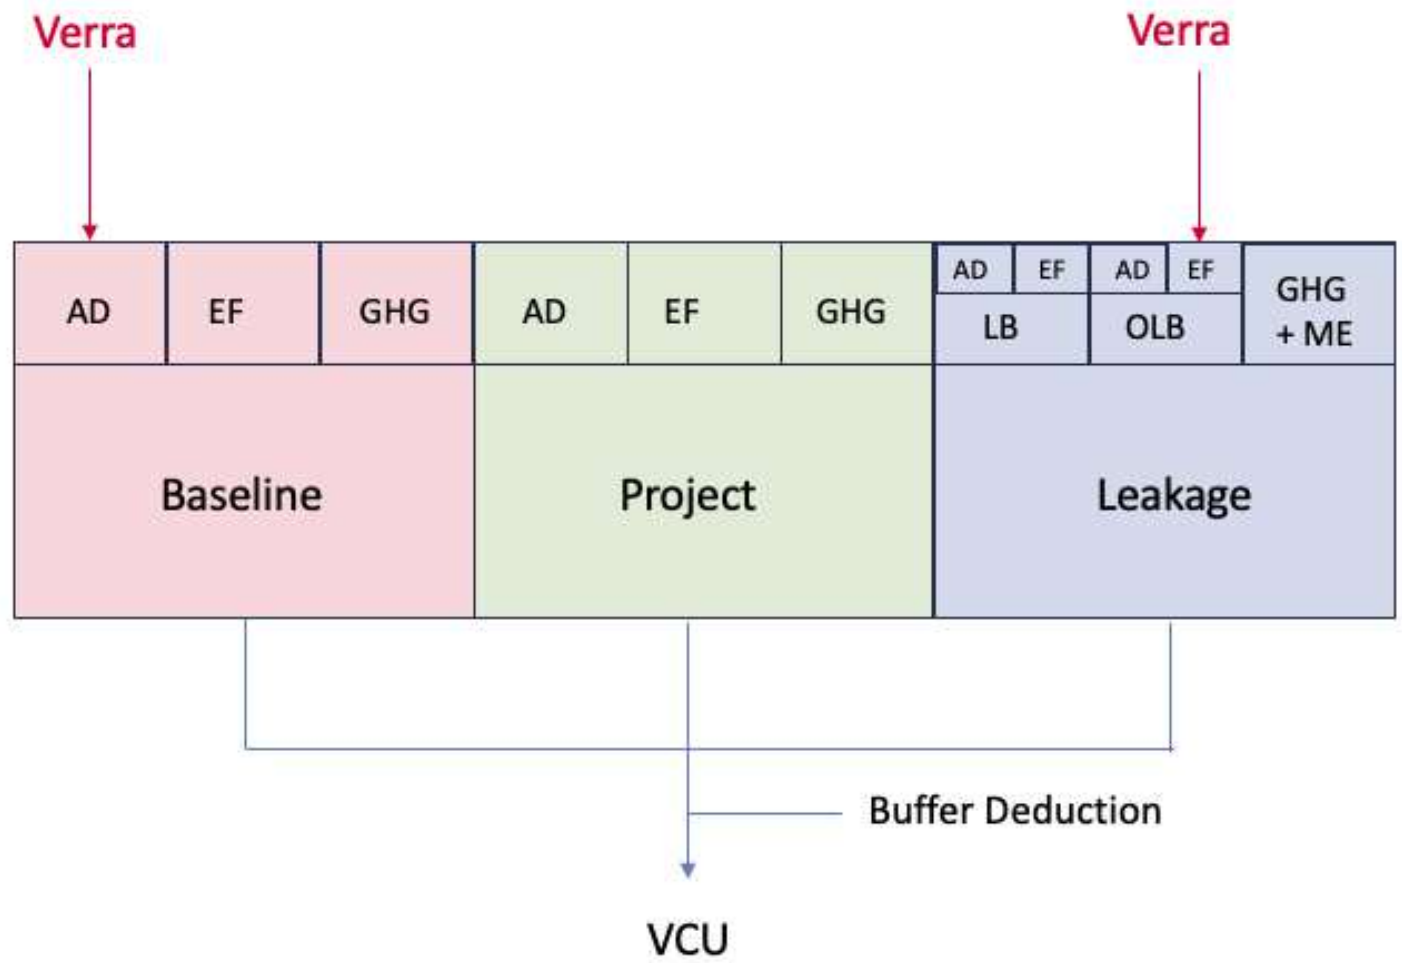 Verra
Verra
AD
EF
GHG
AD
EF
GHG
AD
EF
AD
EF
LB
OLB
GHG
+ ME
Baseline
Project
Leakage
Buffer Deduction
VCU